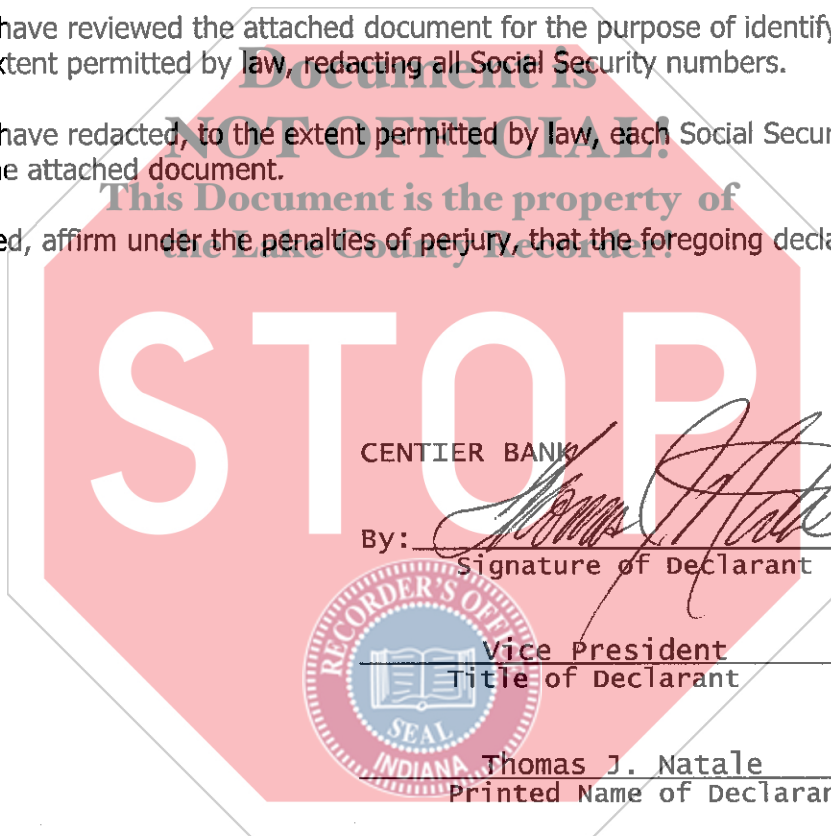 have reviewed the attached document for the purpose of identify
xtent permitted by law, redacting all Social Security numbers.
Document is
have redacted, to the extent permitted by law, each Social Secur
NOT OFFICIAL!
e attached document.
This Document is the property of
ed, affirm under the penalties of perjury, that the foregoing decla
the Lake County Recorder!
STOP
CENTIER BANK
By: Thomas J. Natale
Signature of Declarant
RECORDER'S OFFICE
Vice President
Title of Declarant
SEAL
INDIANA
Thomas J. Natale
Printed Name of Declaran